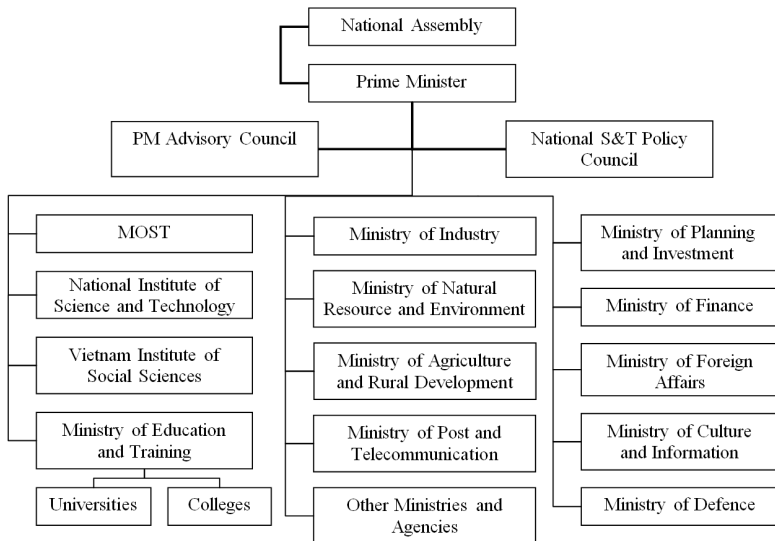 National Assembly
Prime Minister
PM Advisory Council
National S&T Policy
Council
MOST
National Institute of
Science and Technology
Vietnam Institute of
Social Sciences
Ministry of Education
and Training
Universities
Colleges
Ministry of Industry
Ministry of Natural
Resource and Environment
Ministry of Agriculture
and Rural Development
Ministry of Post and
Telecommunication
Other Ministries and
Agencies
Ministry of Planning
and Investment
Ministry of Finance
Ministry of Foreign
Affairs
Ministry of Culture
and Information
Ministry of Defence